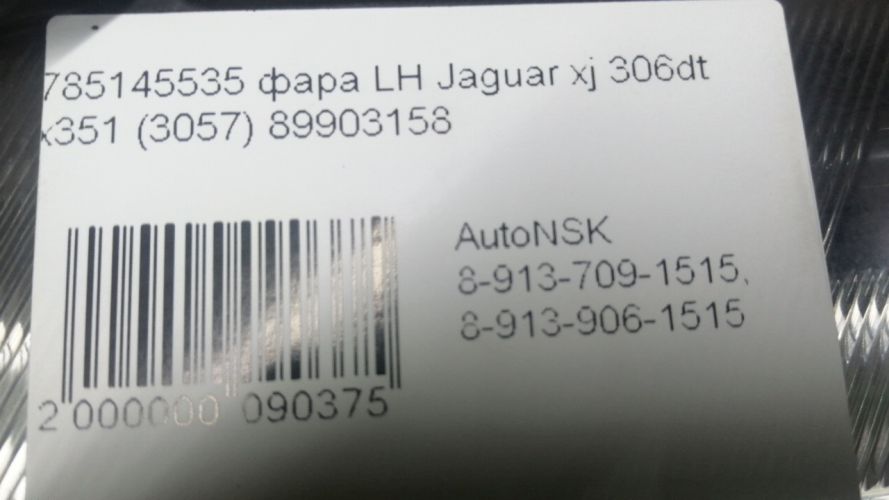 785145535 фара LH Jaguar xj 306dt
x351 (3057) 89903158
AutoNSK
8-913-709-1515,
8-913-906-1515
2 000000 090375